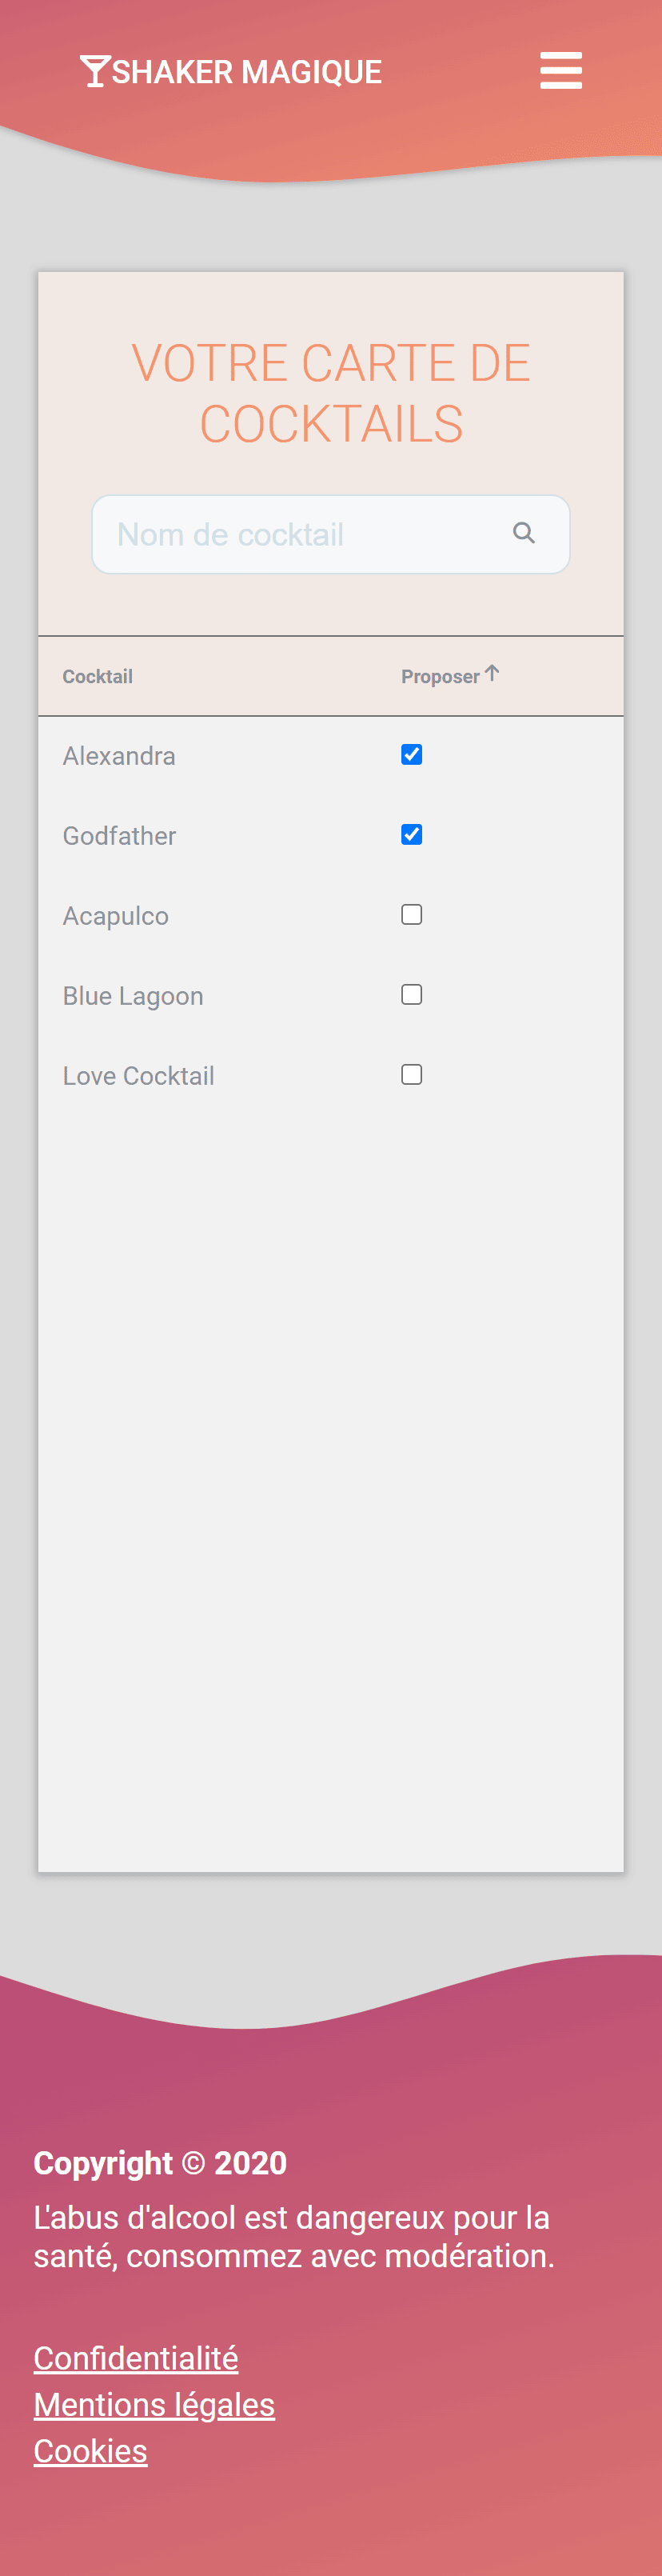 SHAKER MAGIQUE
VOTRE CARTE DE
COCKTAILS
Nom de cocktail
Cocktail Proposer
Alexandra
Godfather
Acapulco
Blue Lagoon
Love Cocktail
Copyright © 2020
L'abus d'alcool est dangereux pour la
santé, consommez avec modération.
Confidentialité
Mentions légales
Cookies